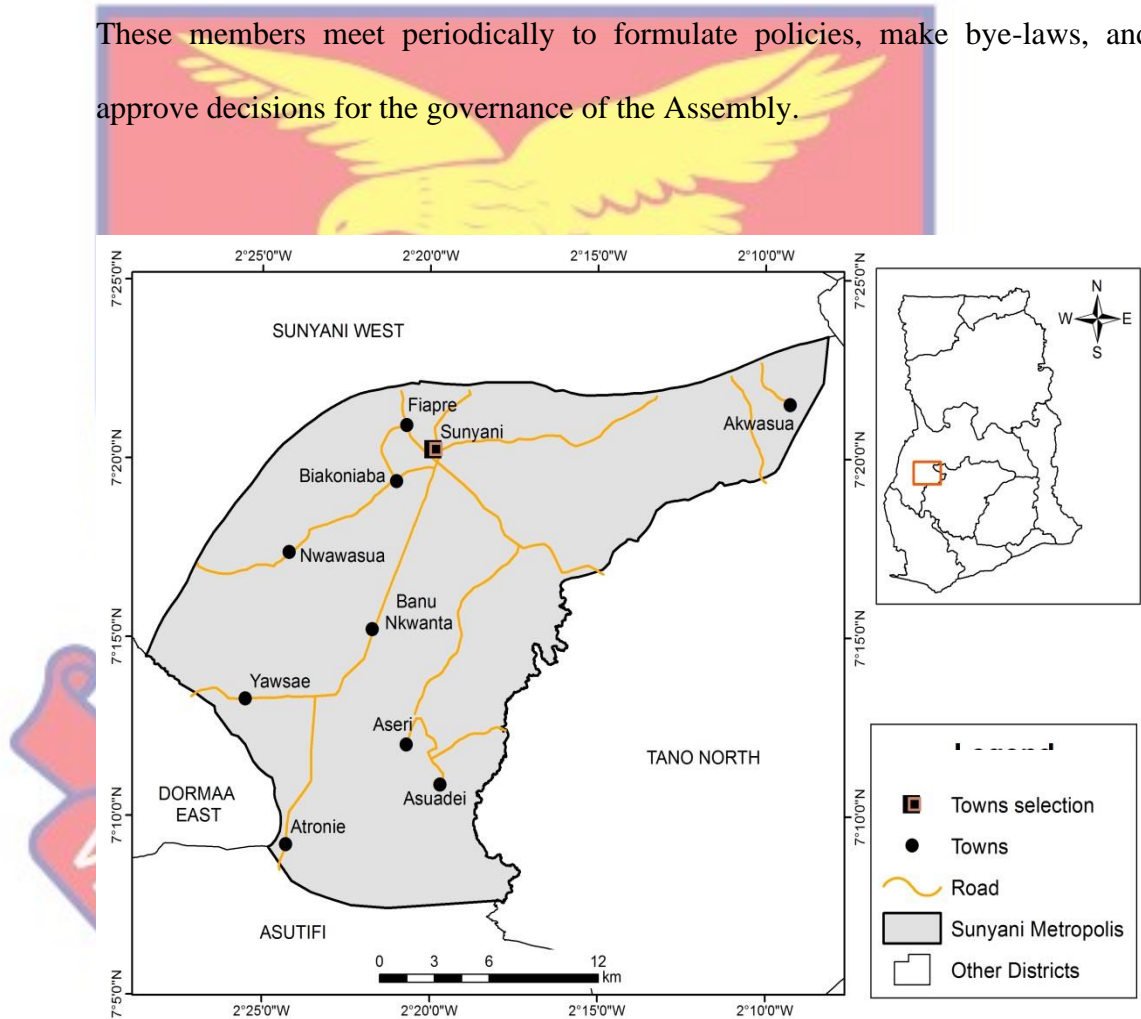 These members meet periodically to formulate policies, make bye-laws, and
approve decisions for the governance of the Assembly.
2°25'0"W 2°20'0"W 2°15'0"W 2°10'0"W
7°25'0"N
7°20'0"N
7°15'0"N
7°10'0"N
7°5'0"N
SUNYANI WEST
Fiapre
Sunyani
Akwasua
Biakoniaba
Nwawasua
Banu
Nkwanta
Yawsae
Aseri
Asuadei
TANO NORTH
DORMAA
EAST
Atronie
ASUTIFI
0 3 6 12
km
2°25'0"W 2°20'0"W 2°15'0"W 2°10'0"W
7°25'0"N
7°20'0"N
7°15'0"N
7°10'0"N
7°5'0"N
N
W E
S
Legend
Towns selection
Towns
Road
Sunyani Metropolis
Other Districts